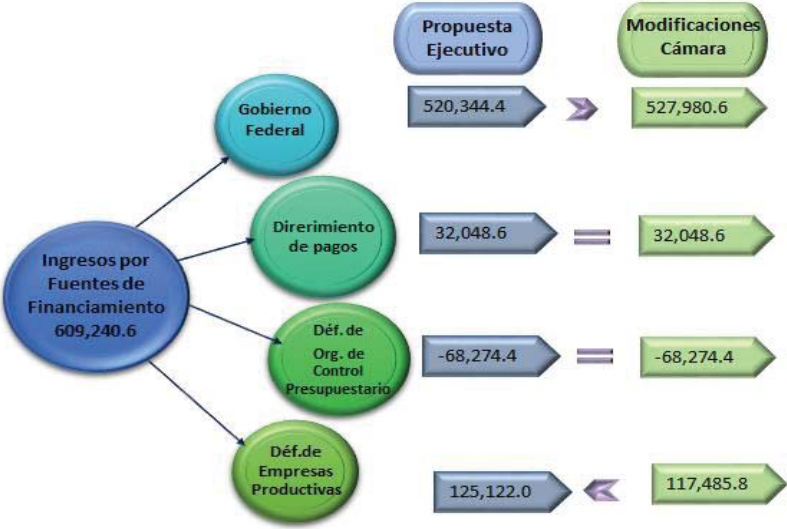 Propuesta
Ejecutivo
Modificaciones
Cámara
Gobierno
Federal
520,344.4
527,980.6
Direrimiento
de pagos
32,048.6
32,048.6
Ingresos por
Fuentes de
Financiamiento
609,240.6
Déf. de
Org. de
Control
Presupuestario
-68,274.4
-68,274.4
Déf.de
Empresas
Productivas
125,122.0
117,485.8